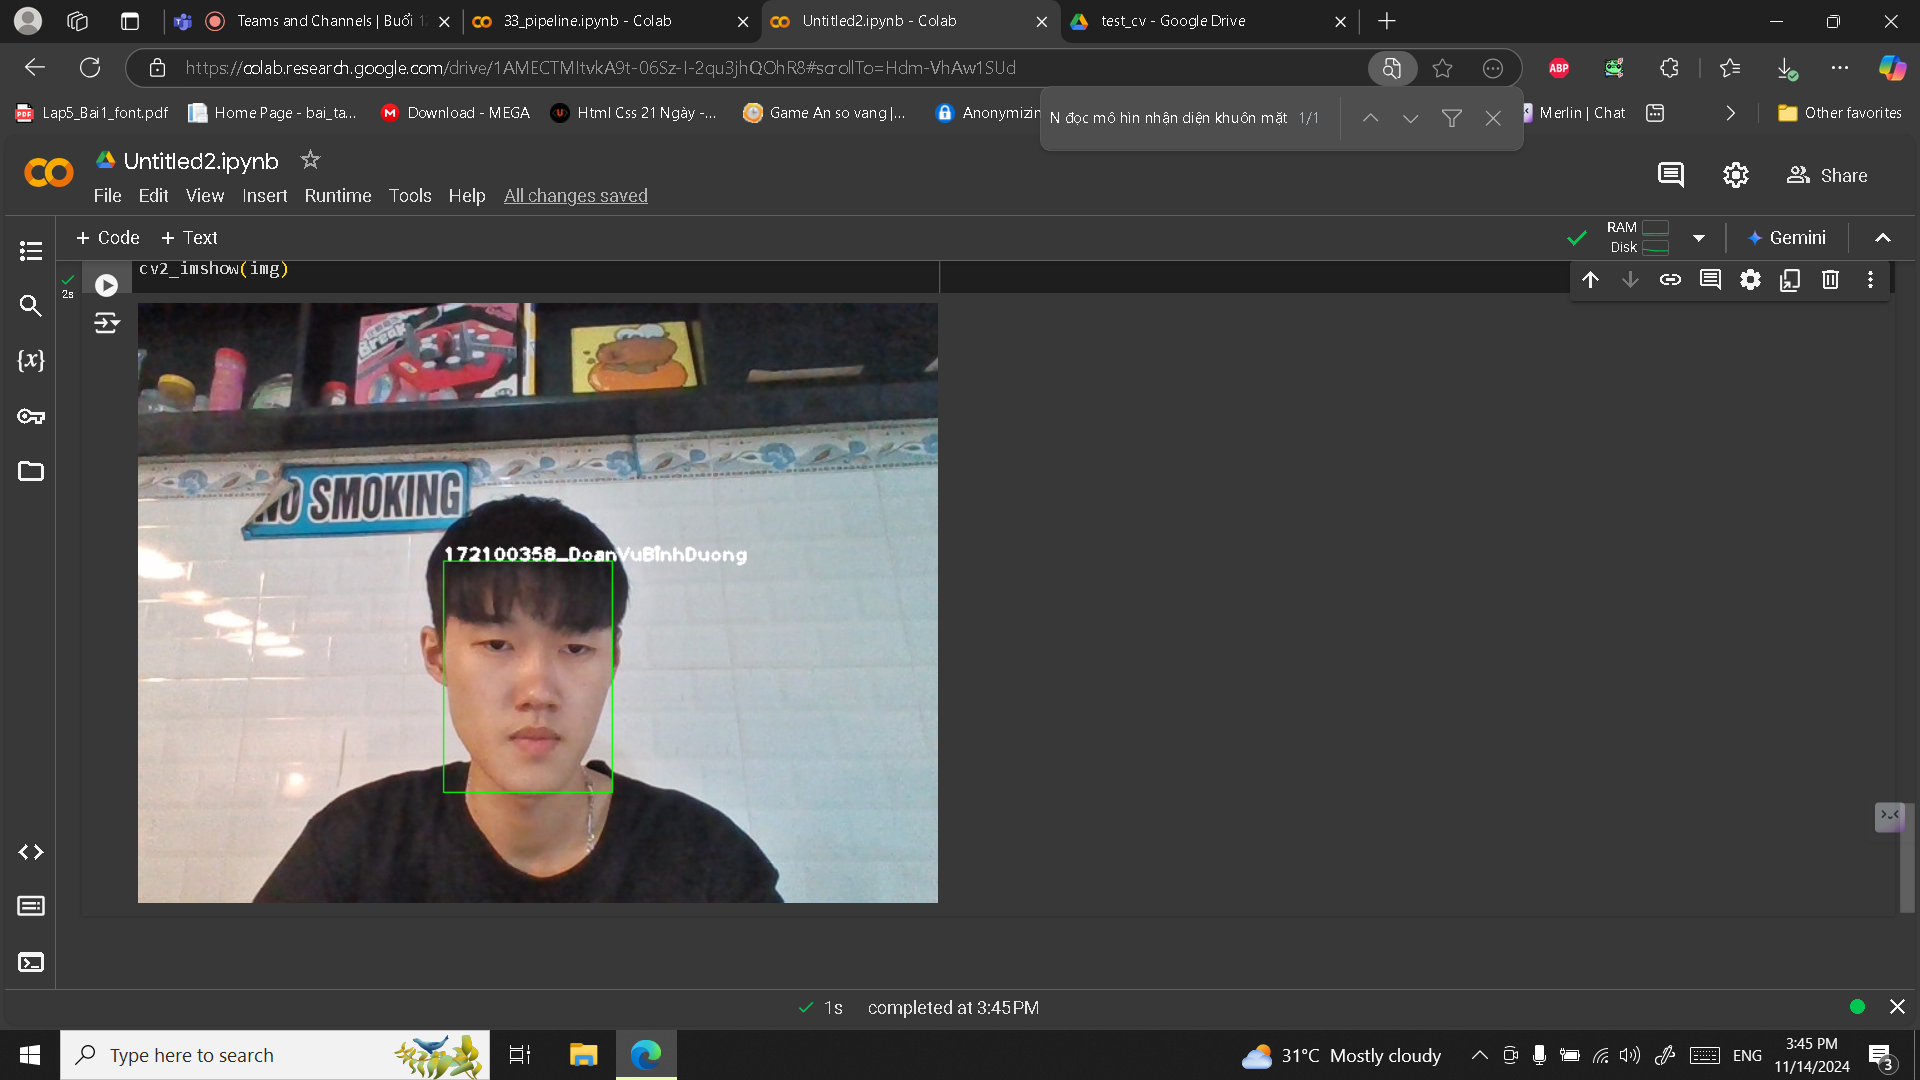 Teams and Channels | Buổi 1
33_pipeline.ipynb - Colab
Untitled2.ipynb - Colab
test_cv - Google Drive
https://colab.research.google.com/drive/1AMECTMItvkA9t-06Sz-I-2qu3jhQOhR8#scrollTo=Hdm-VhAw1SUd
ABP
PDF Lap5_Bai1_font.pdf
Home Page - bai_ta...
M Download - MEGA
U Html Css 21 Ngày -...
Game An so vang |...
Anonymizin
Merlin | Chat
Other favorites
N đọc mô hìn nhận diện khuôn mặt 1/1
Untitled2.ipynb
File Edit View Insert Runtime Tools Help All changes saved
Share
+ Code + Text
RAM
Disk
Gemini
{x}
2s
cv2_imshow(img)
Break
NO SMOKING
172100358_DoanVuBinhDuong
1s completed at 3:45 PM
Type here to search
31°C Mostly cloudy
ENG
3:45 PM
11/14/2024
3